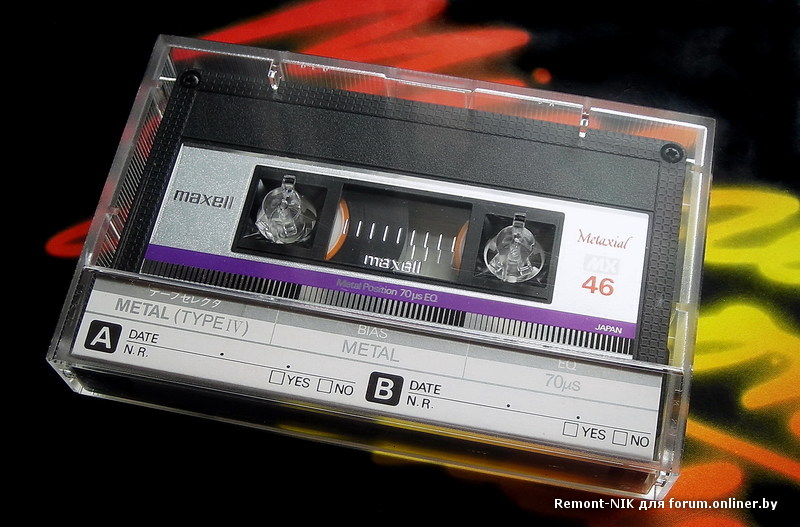 maxell
maxell
Metaxial
MX
46
Metal Position 70μs EQ
JAPAN
テープセレクタ
METAL (TYPE IV)
BIAS
METAL
EQ
70μs
A DATE
N.R.
YES NO
B DATE
N.R.
YES NO
Remont-NIK для forum.onliner.by